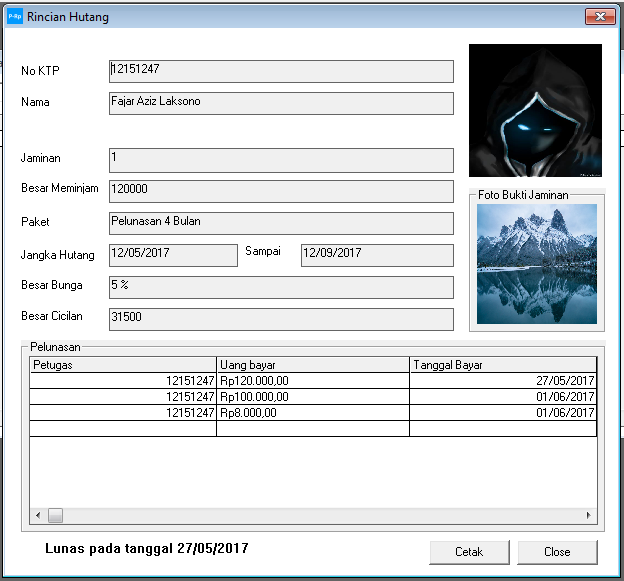 P-Rp Rincian Hutang
No KTP 12151247
Nama Fajar Aziz Laksono
Jaminan 1
Besar Meminjam 120000
Foto Bukti Jaminan
Paket Pelunasan 4 Bulan
Jangka Hutang 12/05/2017 Sampai 12/09/2017
Besar Bunga 5 %
Besar Cicilan 31500
Pelunasan
Petugas Uang bayar Tanggal Bayar
12151247 Rp120.000,00 27/05/2017
12151247 Rp100.000,00 01/06/2017
12151247 Rp8.000,00 01/06/2017
Lunas pada tanggal 27/05/2017 Cetak Close